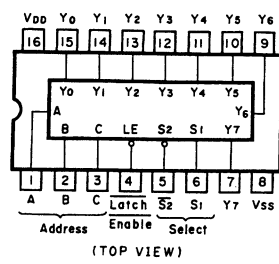 VDD Y0 Y1 Y2 Y3 Y4 Y5 Y6
16 15 14 13 12 11 10 9
Y0 Y1 Y2 Y3 Y4 Y5
A Y6
B C LE S2 S1 Y7
1 2 3 4 5 6 7 8
A B C Latch S2 S1 Y7 VSS
Address Enable Select
(TOP VIEW)